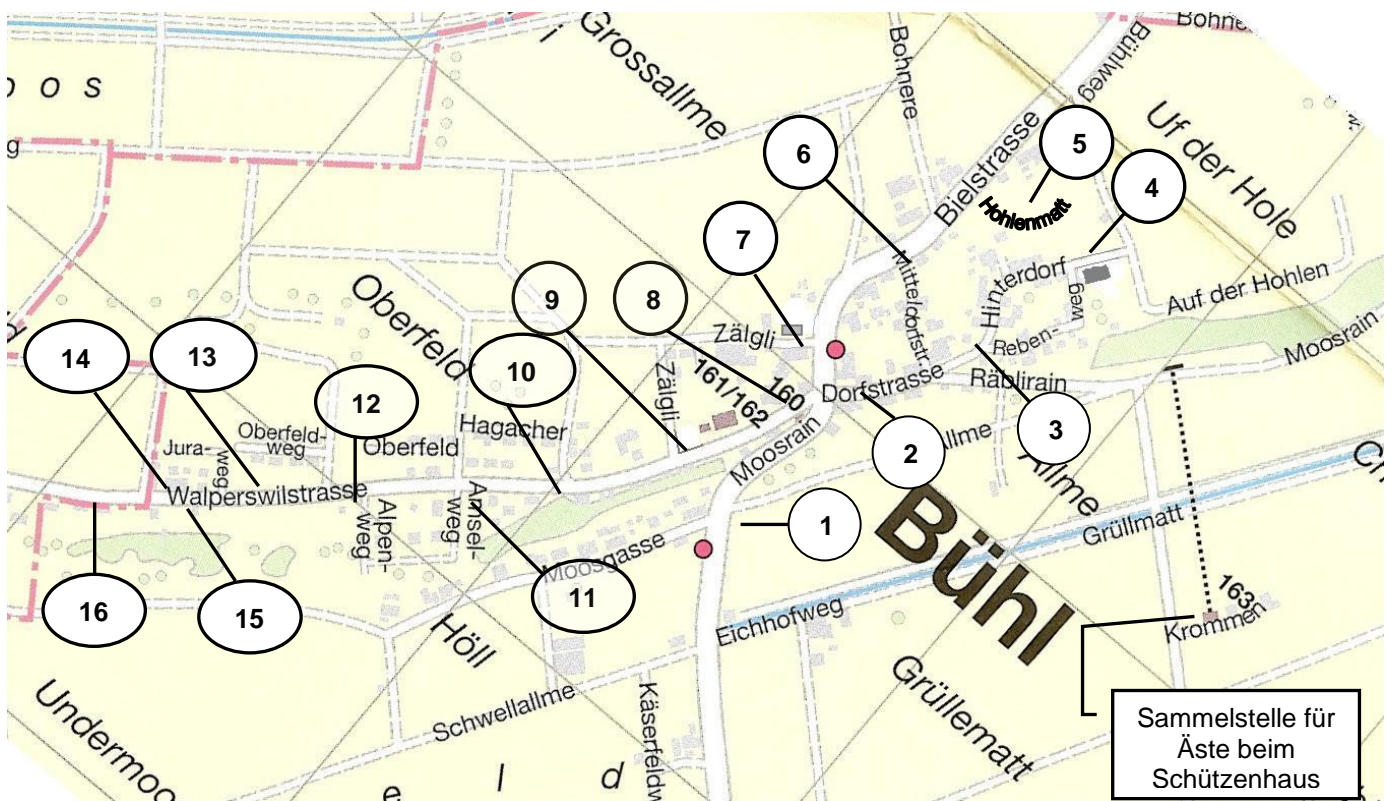 Bohne
i
Grossallme
Bohnere
Bühlweg
o o s
g
Uf der Hole
Bielstrasse
5
6
4
Hohlenmatt
7
Mitteldorfstr.
Hinterdorf
Auf der Hohlen
weg
Reben-
Oberfeld
9
8
Zälgli
Moosrain
14
13
10
161/162
160
Zälgli
Dorfstrasse
Räblirain
12
Hagacher
Oberfeld-
weg
Oberfeld
Jura-
weg
Moosrain
2
Allme
3
Allme
Walperswilstrasse
Amsel-
weg
Alpen-
weg
1
Bühl
Ch
Grüllmatt
Moosgasse
16
15
11
Eichhofweg
163
Krommen
Höll
Grüllematt
Undermoo
Schwellallme
Käserfeldw
e l d
Sammelstelle für
Äste beim
Schützenhaus